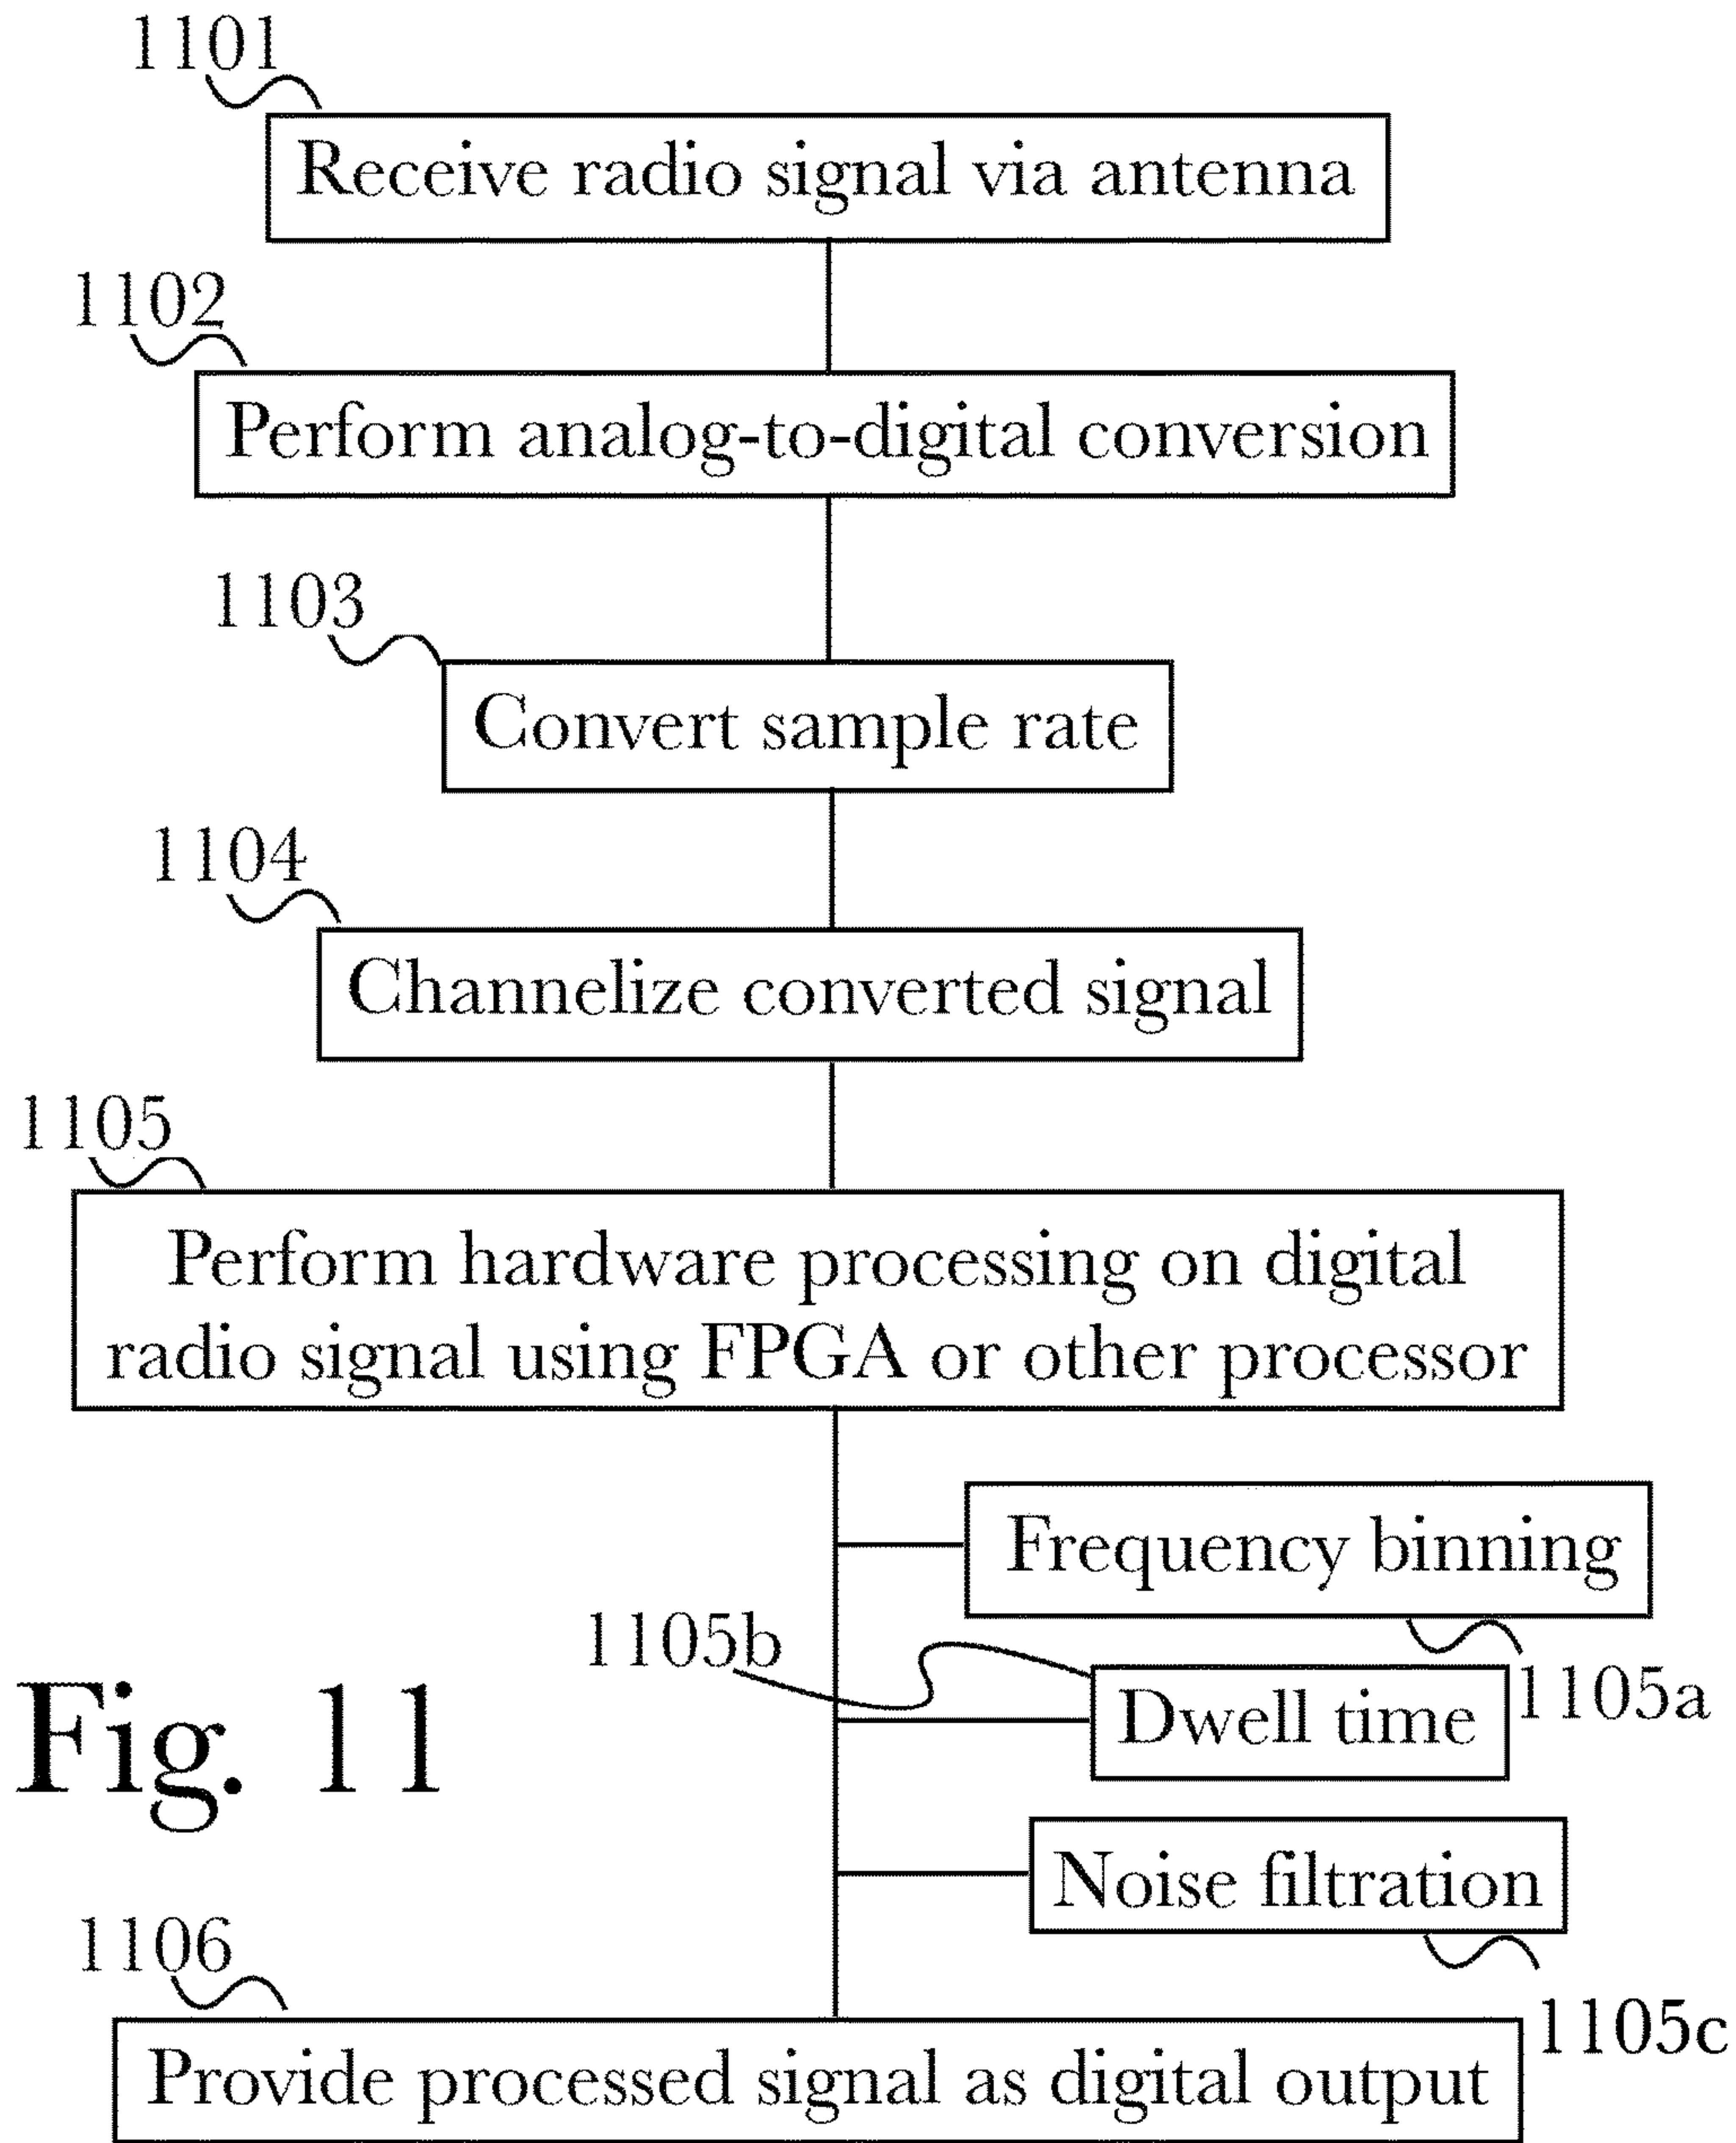 1101
Receive radio signal via antenna
1102
Perform analog-to-digital conversion
1103
Convert sample rate
1104
Channelize converted signal
1105
Perform hardware processing on digital
radio signal using FPGA or other processor
Frequency binning
1105a
1105b
Dwell time
Fig. 11
Noise filtration
1105c
1106
Provide processed signal as digital output